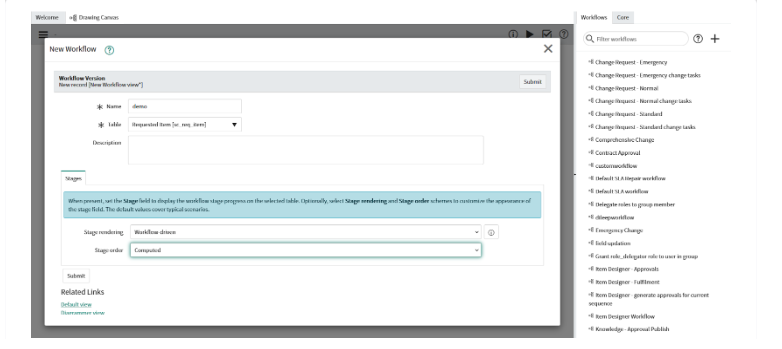 Welcome
Drawing Canvas
New Workflow
Workflow Version
New record [New Workflow view*]
Submit
Name demo
Table Requested Item [sc_req_item]
Description
Stages
When present, set the Stage field to display the workflow stage progress on the selected table. Optionally, select Stage rendering and Stage order schemes to customize the appearance of
the stage field. The default values cover typical scenarios.
Stage rendering Workflow-driven
Stage order Computed
Submit
Related Links
Default view
Workflows Core
Filter workflows
Change Request - Emergency
Change Request - Emergency change tasks
Change Request - Normal
Change Request - Normal change tasks
Change Request - Standard
Change Request - Standard change tasks
Comprehensive Change
Contract Approval
customworkflow
Default SLA Repair workflow
Default SLA workflow
Delegate roles to group member
dileepworkflow
Emergency Change
field updation
Grant role_delegator role to user in group
Item Designer - Approvals
Item Designer - Fulfilment
Item Designer - generate approvals for current
sequence
Item Designer Workflow
Knowledge - Approval Publish